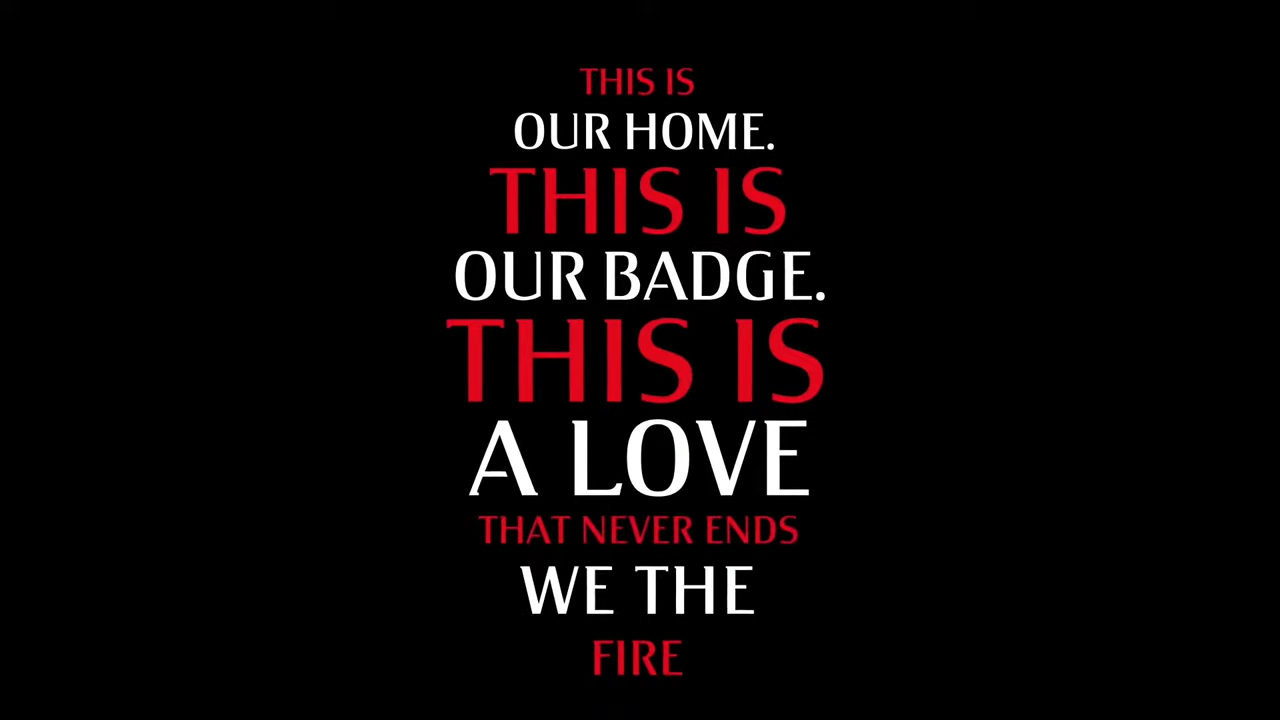 THIS IS
OUR HOME.
THIS IS
OUR BADGE.
THIS IS
A LOVE
THAT NEVER ENDS
WE THE
FIRE